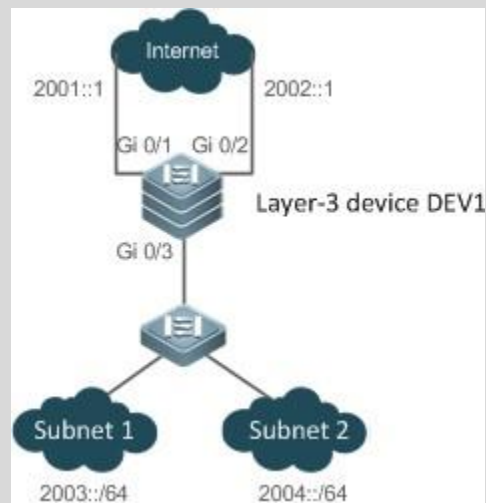 Internet
2001::1
2002::1
Gi 0/1
Gi 0/2
Layer-3 device DEV1
Gi 0/3
Subnet 1
Subnet 2
2003::/64
2004::/64